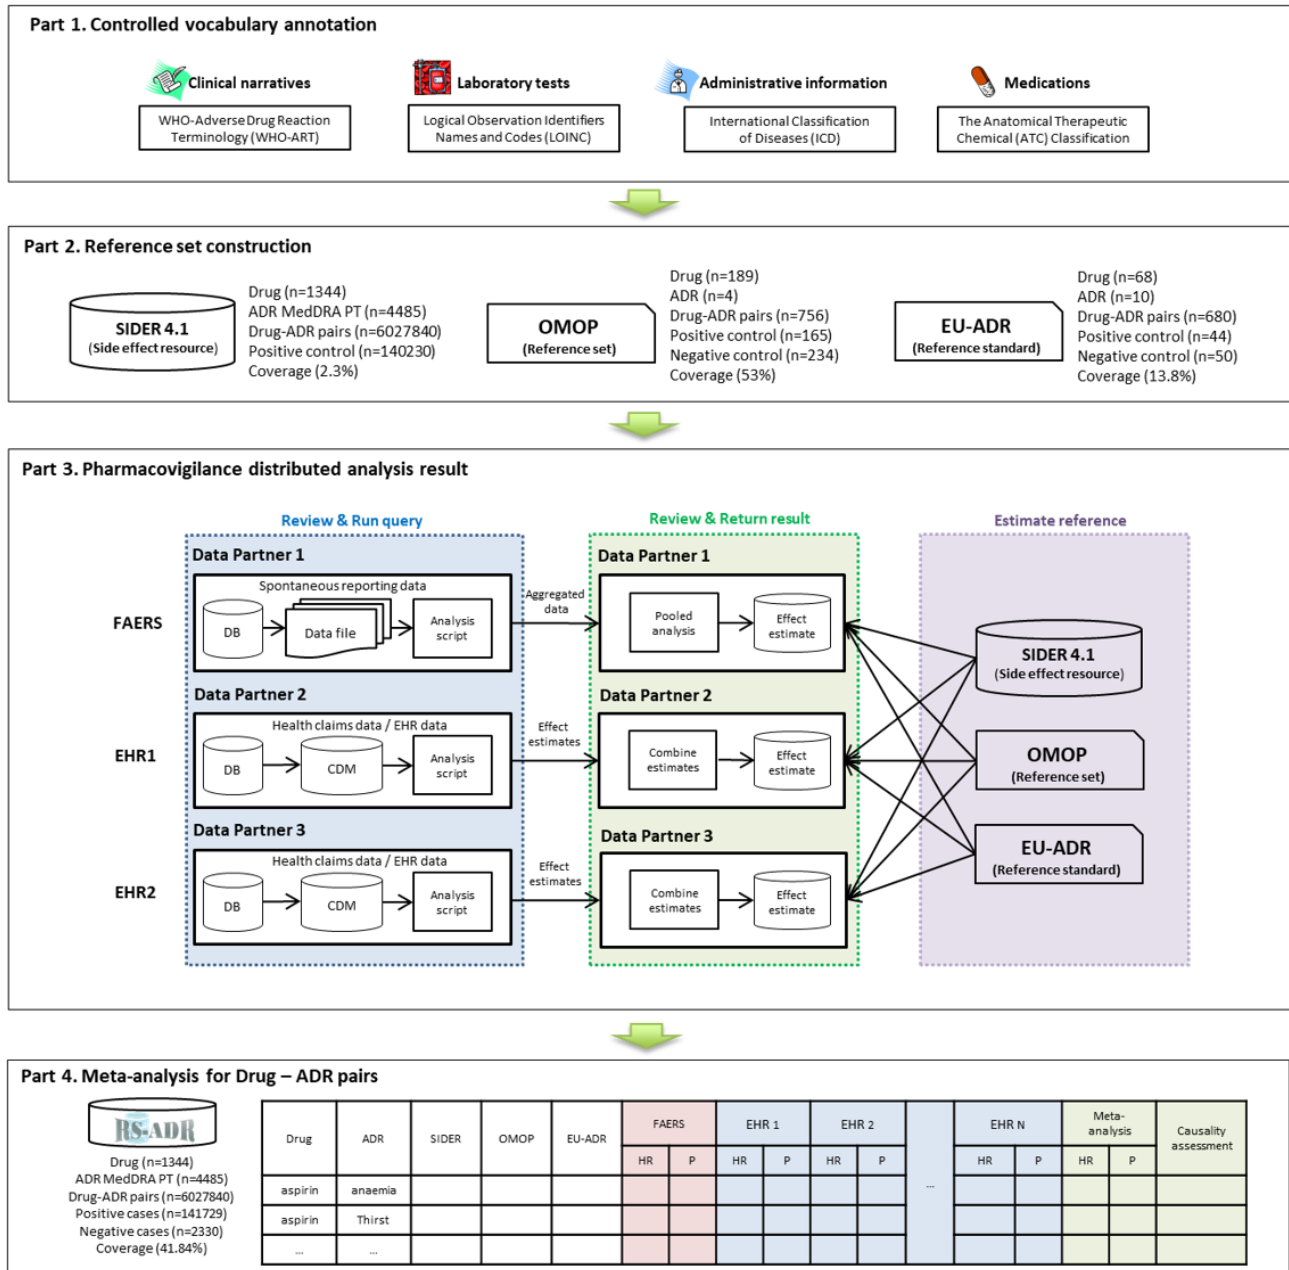 Part 1. Controlled vocabulary annotation
Clinical narratives
WHO-Adverse Drug Reaction
Terminology (WHO-ART)
Laboratory tests
Logical Observation Identifiers
Names and Codes (LOINC)
Administrative information
International Classification
of Diseases (ICD)
Medications
The Anatomical Therapeutic
Chemical (ATC) Classification
Part 2. Reference set construction
SIDER 4.1
(Side effect resource)
Drug (n=1344)
ADR MedDRA PT (n=4485)
Drug-ADR pairs (n=6027840)
Positive control (n=140230)
Coverage (2.3%)
OMOP
(Reference set)
Drug (n=189)
ADR (n=4)
Drug-ADR pairs (n=756)
Positive control (n=165)
Negative control (n=234)
Coverage (53%)
EU-ADR
(Reference standard)
Drug (n=68)
ADR (n=10)
Drug-ADR pairs (n=680)
Positive control (n=44)
Negative control (n=50)
Coverage (13.8%)
Part 3. Pharmacovigilance distributed analysis result
Review & Run query
Review & Return result
Estimate reference
FAERS
Data Partner 1
Spontaneous reporting data
DB
Data file
Analysis
script
Aggregated
data
Data Partner 1
Pooled
analysis
Effect
estimate
EHR1
Data Partner 2
Health claims data / EHR data
DB
CDM
Analysis
script
Effect
estimates
Data Partner 2
Combine
estimates
Effect
estimate
EHR2
Data Partner 3
Health claims data / EHR data
DB
CDM
Analysis
script
Effect
estimates
Data Partner 3
Combine
estimates
Effect
estimate
SIDER 4.1
(Side effect resource)
OMOP
(Reference set)
EU-ADR
(Reference standard)
Part 4. Meta-analysis for Drug – ADR pairs
RS-ADR
Drug (n=1344)
ADR MedDRA PT (n=4485)
Drug-ADR pairs (n=6027840)
Positive cases (n=141729)
Negative cases (n=2330)
Coverage (41.84%)
Drug ADR SIDER OMOP EU-ADR FAERS EHR 1 EHR 2 ... EHR N Meta-
analysis Causality
assessment
HR P HR P HR P HR P HR P
aspirin anaemia
aspirin Thirst
... ...